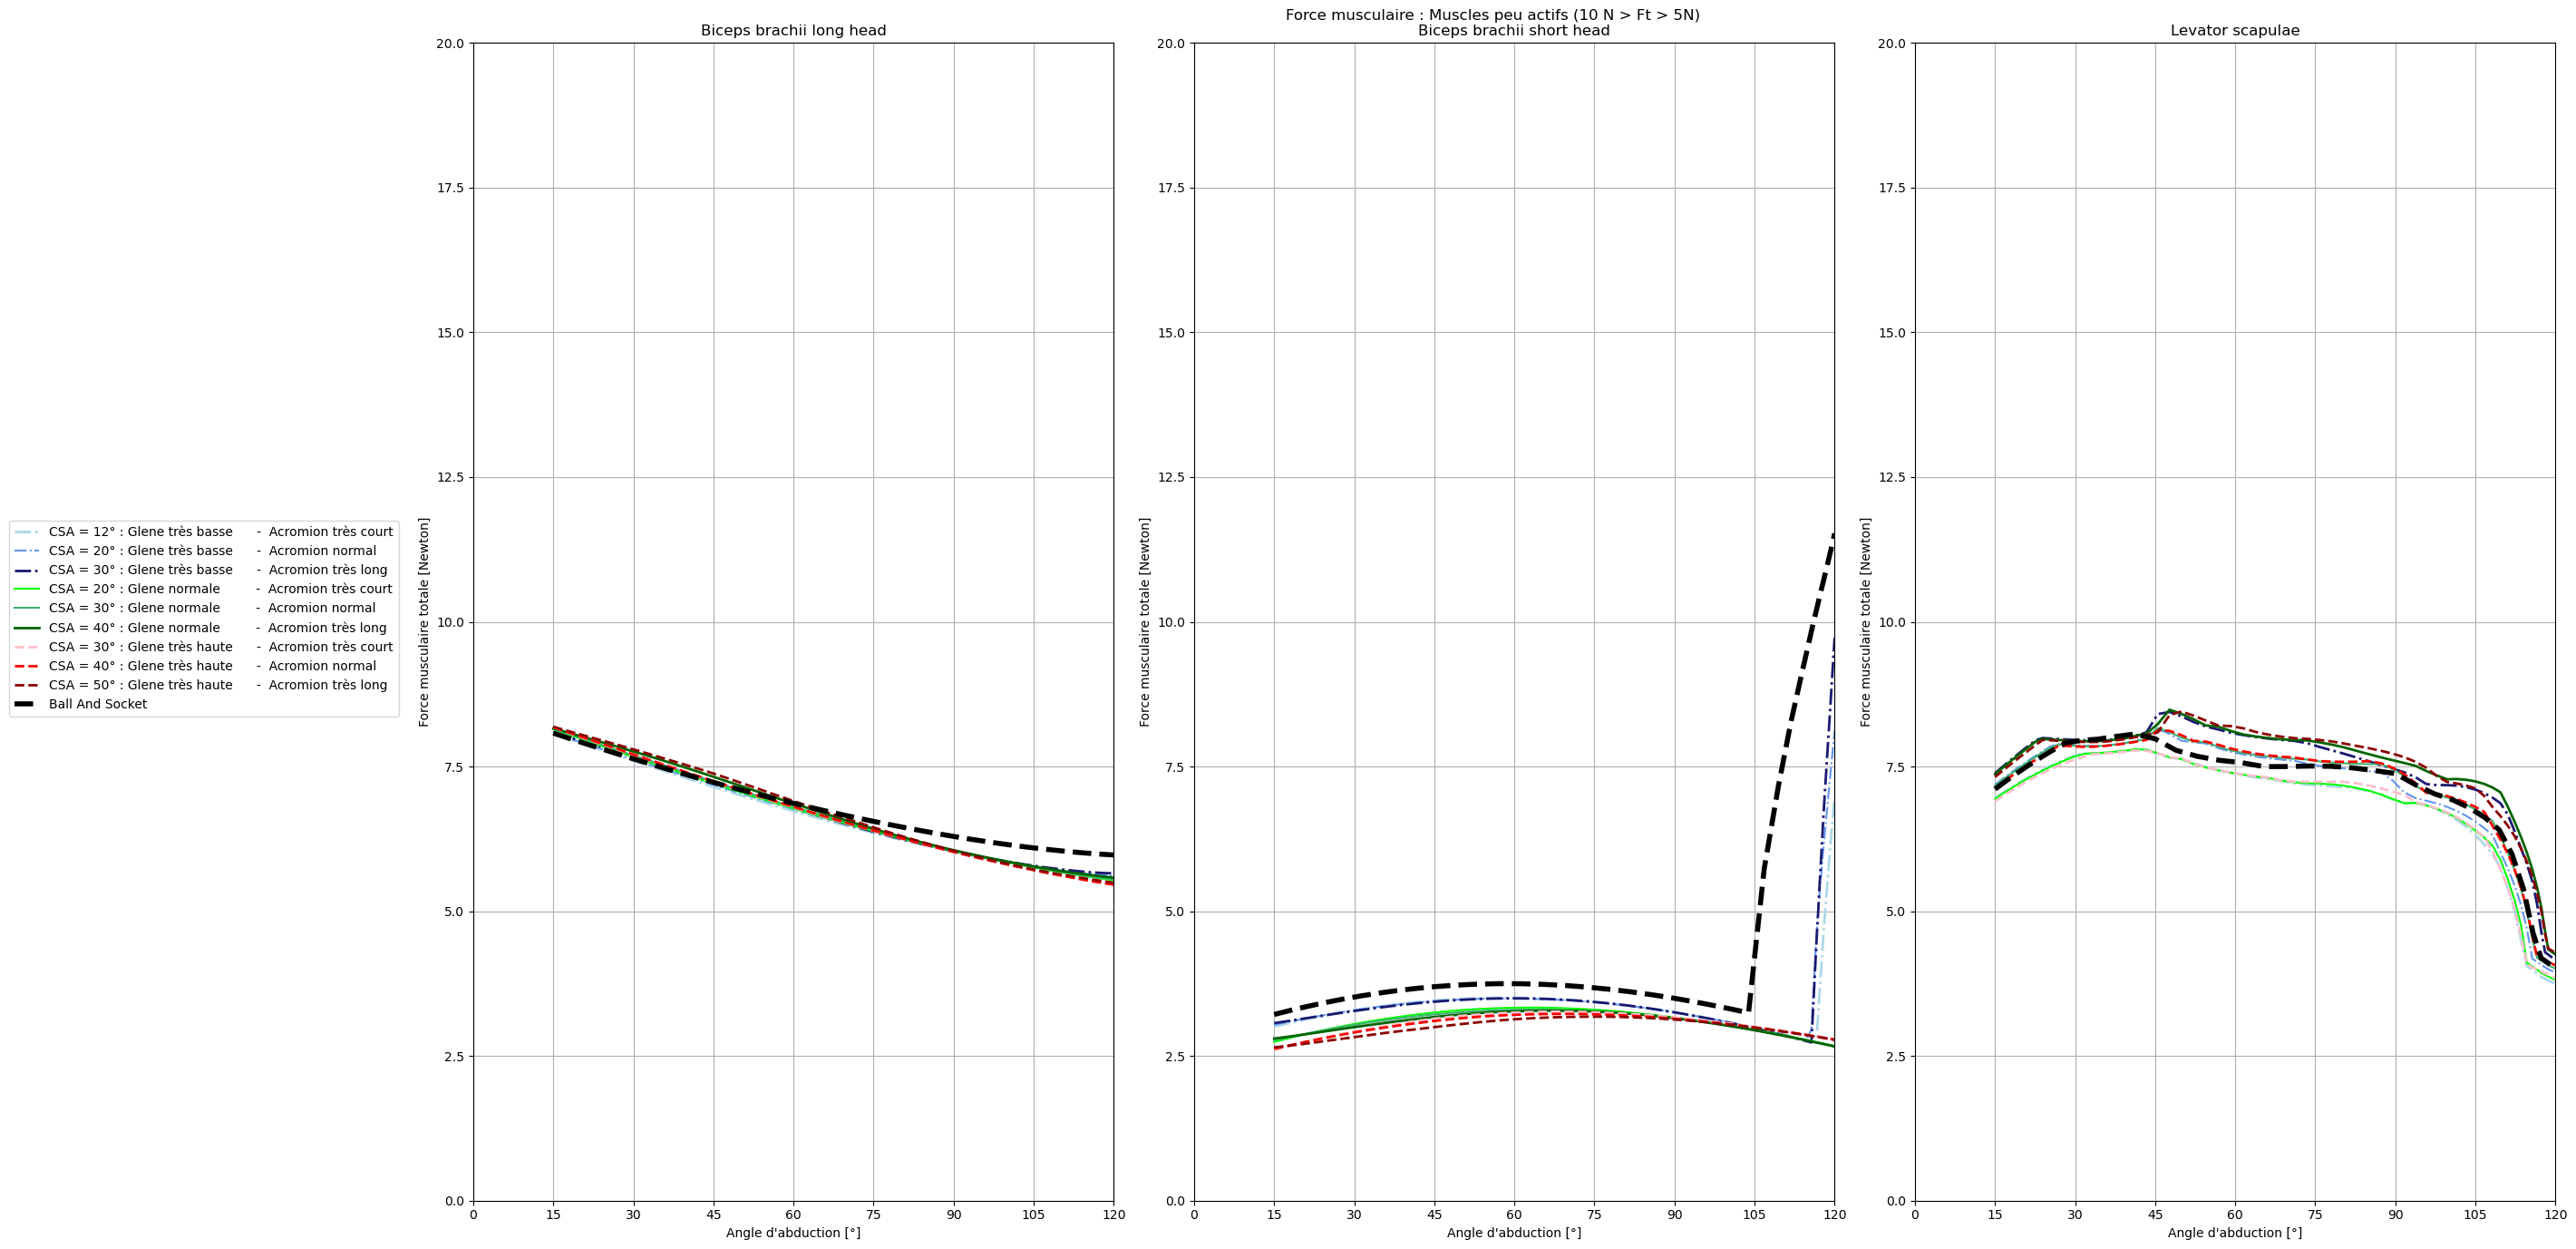 Force musculaire : Muscles peu actifs (10 N > Ft > 5N)
Biceps brachii long head
Biceps brachii short head
Levator scapulae
CSA = 12° : Glene très basse - Acromion très court
CSA = 20° : Glene très basse - Acromion normal
CSA = 30° : Glene très basse - Acromion très long
CSA = 20° : Glene normale - Acromion très court
CSA = 30° : Glene normale - Acromion normal
CSA = 40° : Glene normale - Acromion très long
CSA = 30° : Glene très haute - Acromion très court
CSA = 40° : Glene très haute - Acromion normal
CSA = 50° : Glene très haute - Acromion très long
Ball And Socket
Force musculaire totale [Newton]
20.0
17.5
15.0
12.5
10.0
7.5
5.0
2.5
0.0
0 15 30 45 60 75 90 105 120
Angle d'abduction [°]
Force musculaire totale [Newton]
20.0
17.5
15.0
12.5
10.0
7.5
5.0
2.5
0.0
0 15 30 45 60 75 90 105 120
Angle d'abduction [°]
Force musculaire totale [Newton]
20.0
17.5
15.0
12.5
10.0
7.5
5.0
2.5
0.0
0 15 30 45 60 75 90 105 120
Angle d'abduction [°]